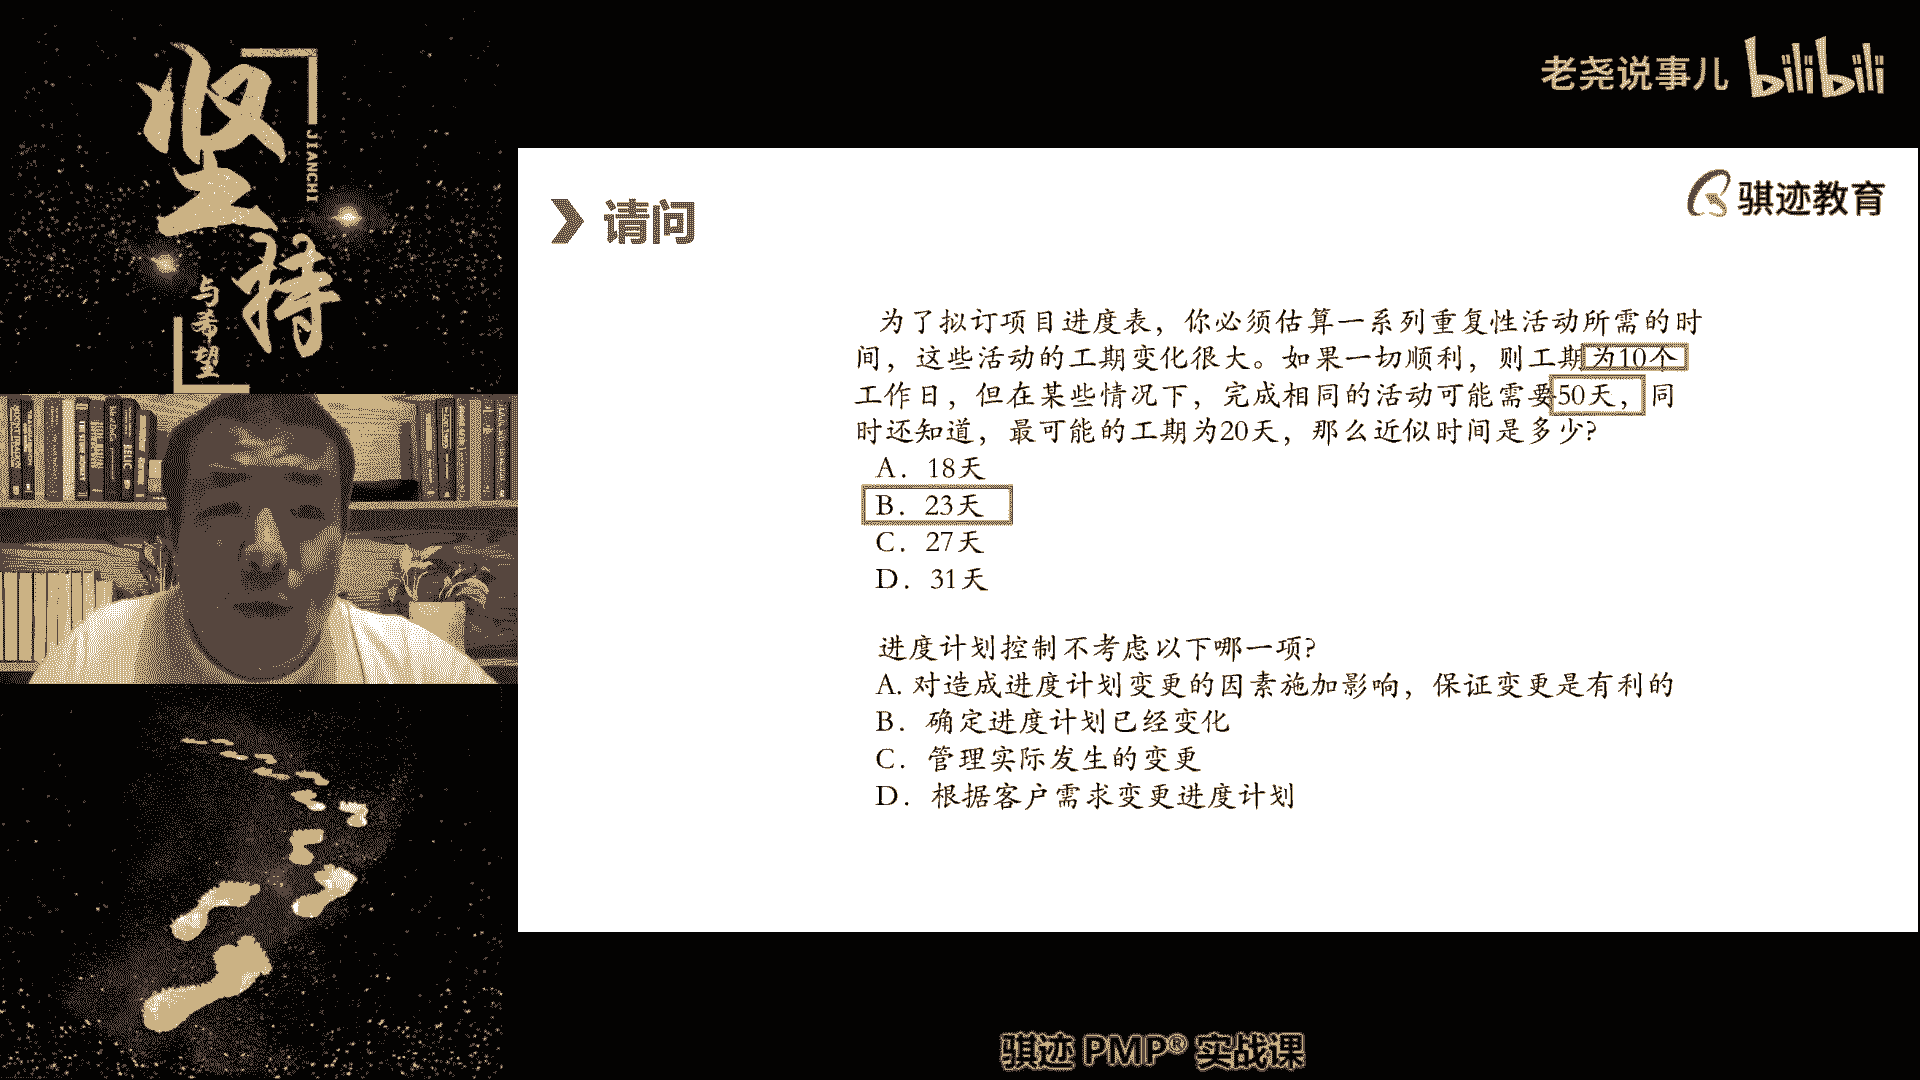 坚持
JIANCHI
与希望
老尧说事儿 bilibili
骐迹教育
请问
为了拟订项目进度表，你必须估算一系列重复性活动所需的时
间，这些活动的工期变化很大。如果一切顺利，则工期为10个
工作日，但在某些情况下，完成相同的活动可能需要50天，同
时还知道，最可能的工期为20天，那么近似时间是多少?
A．18天
B．23天
C．27天
D．31天
进度计划控制不考虑以下哪一项?
A. 对造成进度计划变更的因素施加影响，保证变更是有利的
B．确定进度计划已经变化
C．管理实际发生的变更
D．根据客户需求变更进度计划
骐迹 PMP® 实战课